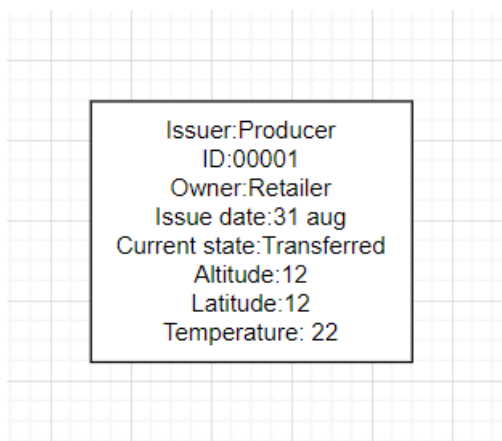 Issuer:Producer
ID:00001
Owner:Retailer
Issue date:31 aug
Current state:Transferred
Altitude:12
Latitude:12
Temperature: 22